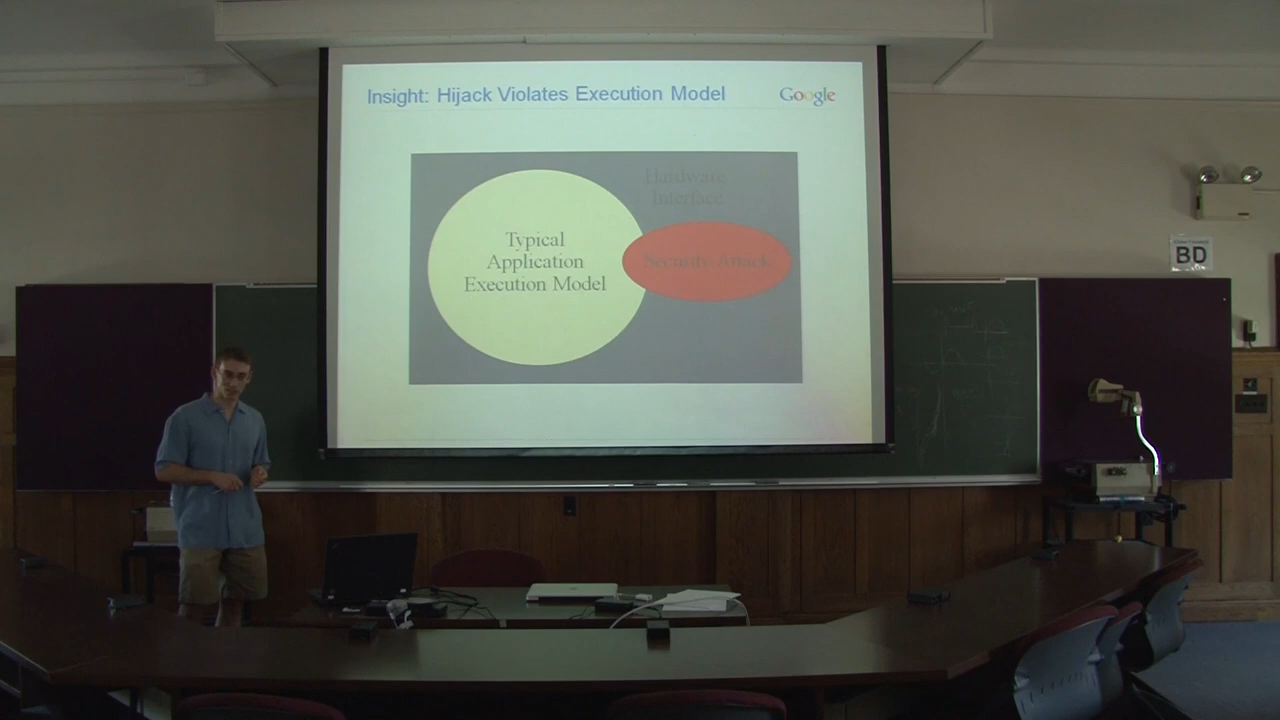 Insight: Hijack Violates Execution Model
Google
Hardware
Interface
Typical
Application
Execution Model
Security Attack
BD